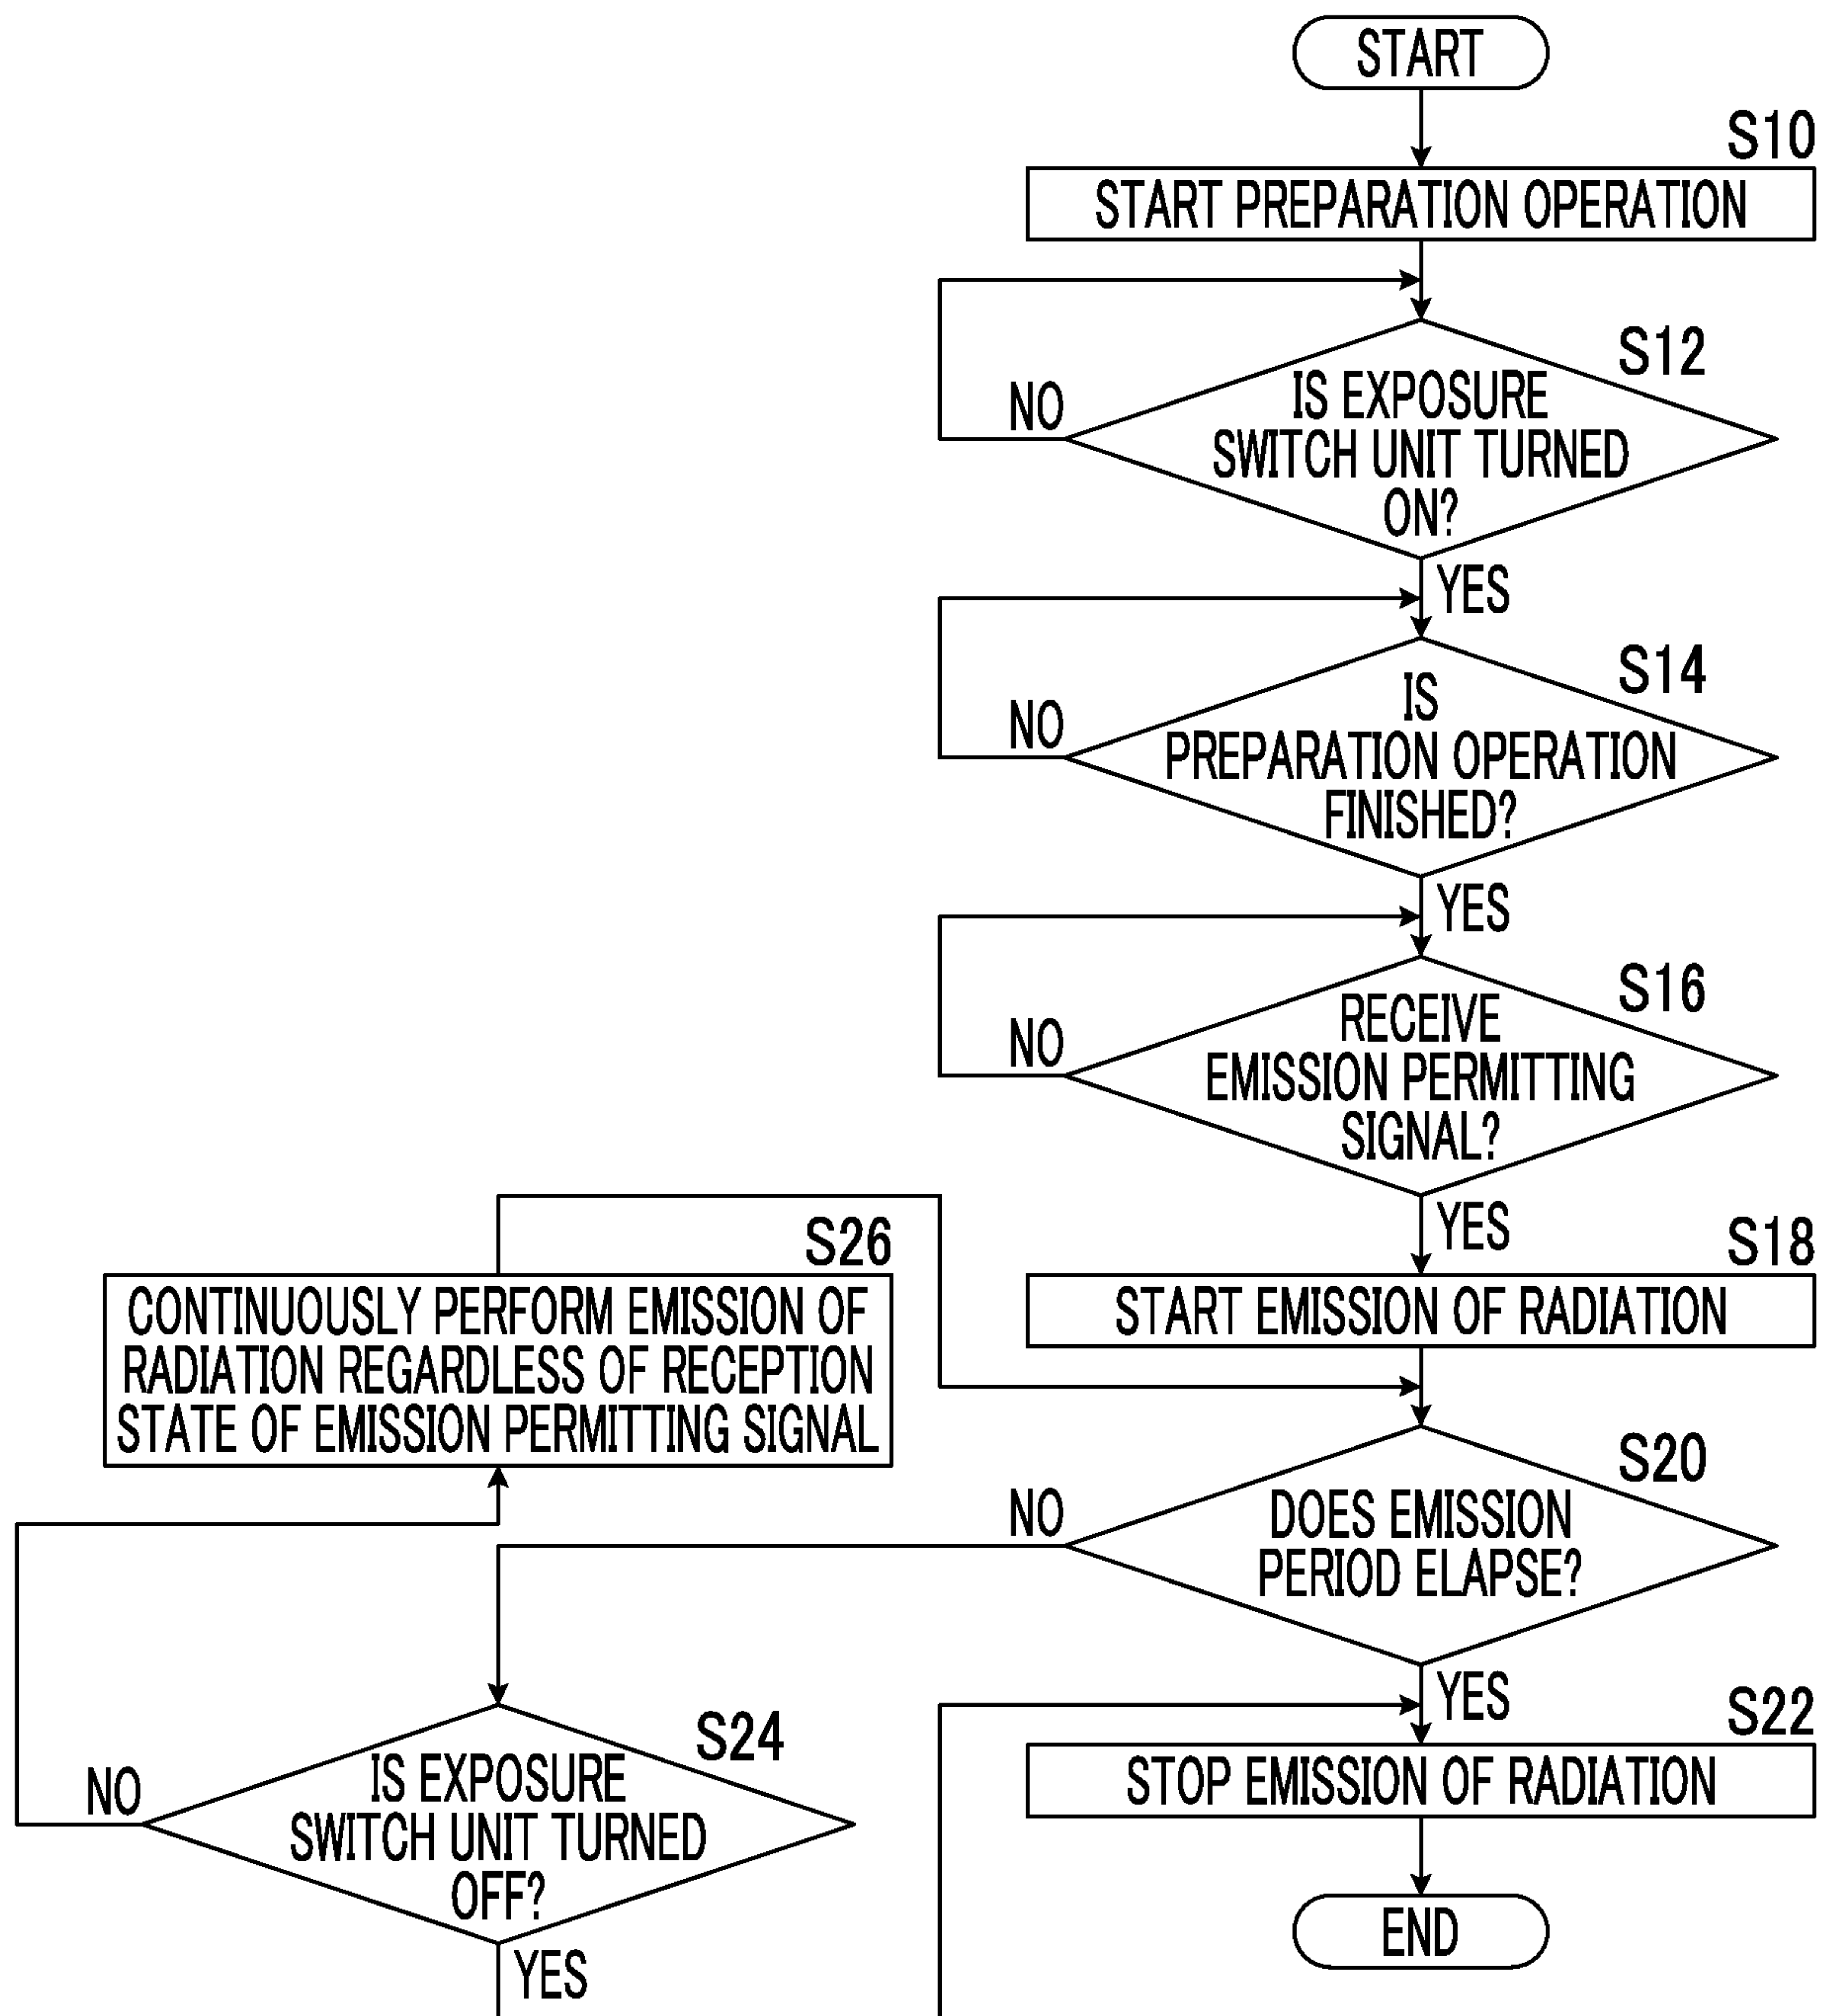 START
S10
START PREPARATION OPERATION
S12
IS EXPOSURE
SWITCH UNIT TURNED
ON?
NO
YES
S14
IS
PREPARATION OPERATION
FINISHED?
NO
YES
S16
RECEIVE
EMISSION PERMITTING
SIGNAL?
NO
YES
S18
START EMISSION OF RADIATION
S20
DOES EMISSION
PERIOD ELAPSE?
NO
YES
S22
STOP EMISSION OF RADIATION
END
S24
IS EXPOSURE
SWITCH UNIT TURNED
OFF?
NO
YES
S26
CONTINUOUSLY PERFORM EMISSION OF
RADIATION REGARDLESS OF RECEPTION
STATE OF EMISSION PERMITTING SIGNAL